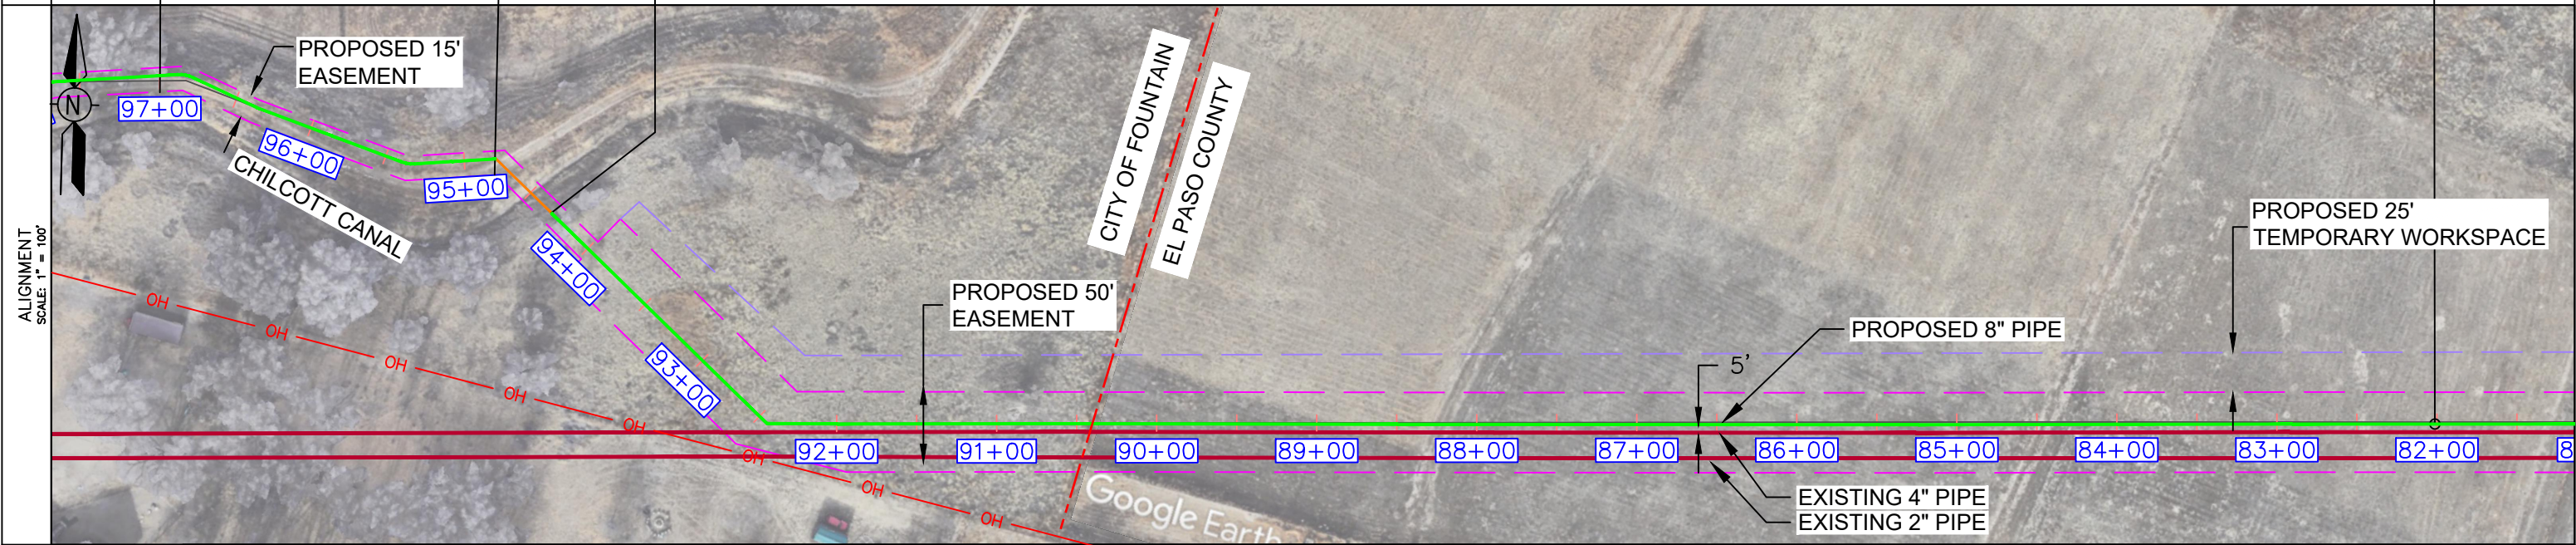 ALIGNMENT
SCALE: 1" = 100'
N
PROPOSED 15'
EASEMENT
97+00
96+00
CHILCOTT CANAL
95+00
94+00
93+00
OH
OH
OH
OH
OH
OH
OH
OH
PROPOSED 50'
EASEMENT
CITY OF FOUNTAIN
EL PASO COUNTY
5'
PROPOSED 8" PIPE
PROPOSED 25'
TEMPORARY WORKSPACE
92+00
91+00
90+00
89+00
88+00
87+00
86+00
85+00
84+00
83+00
82+00
8
EXISTING 4" PIPE
EXISTING 2" PIPE
Google Earth